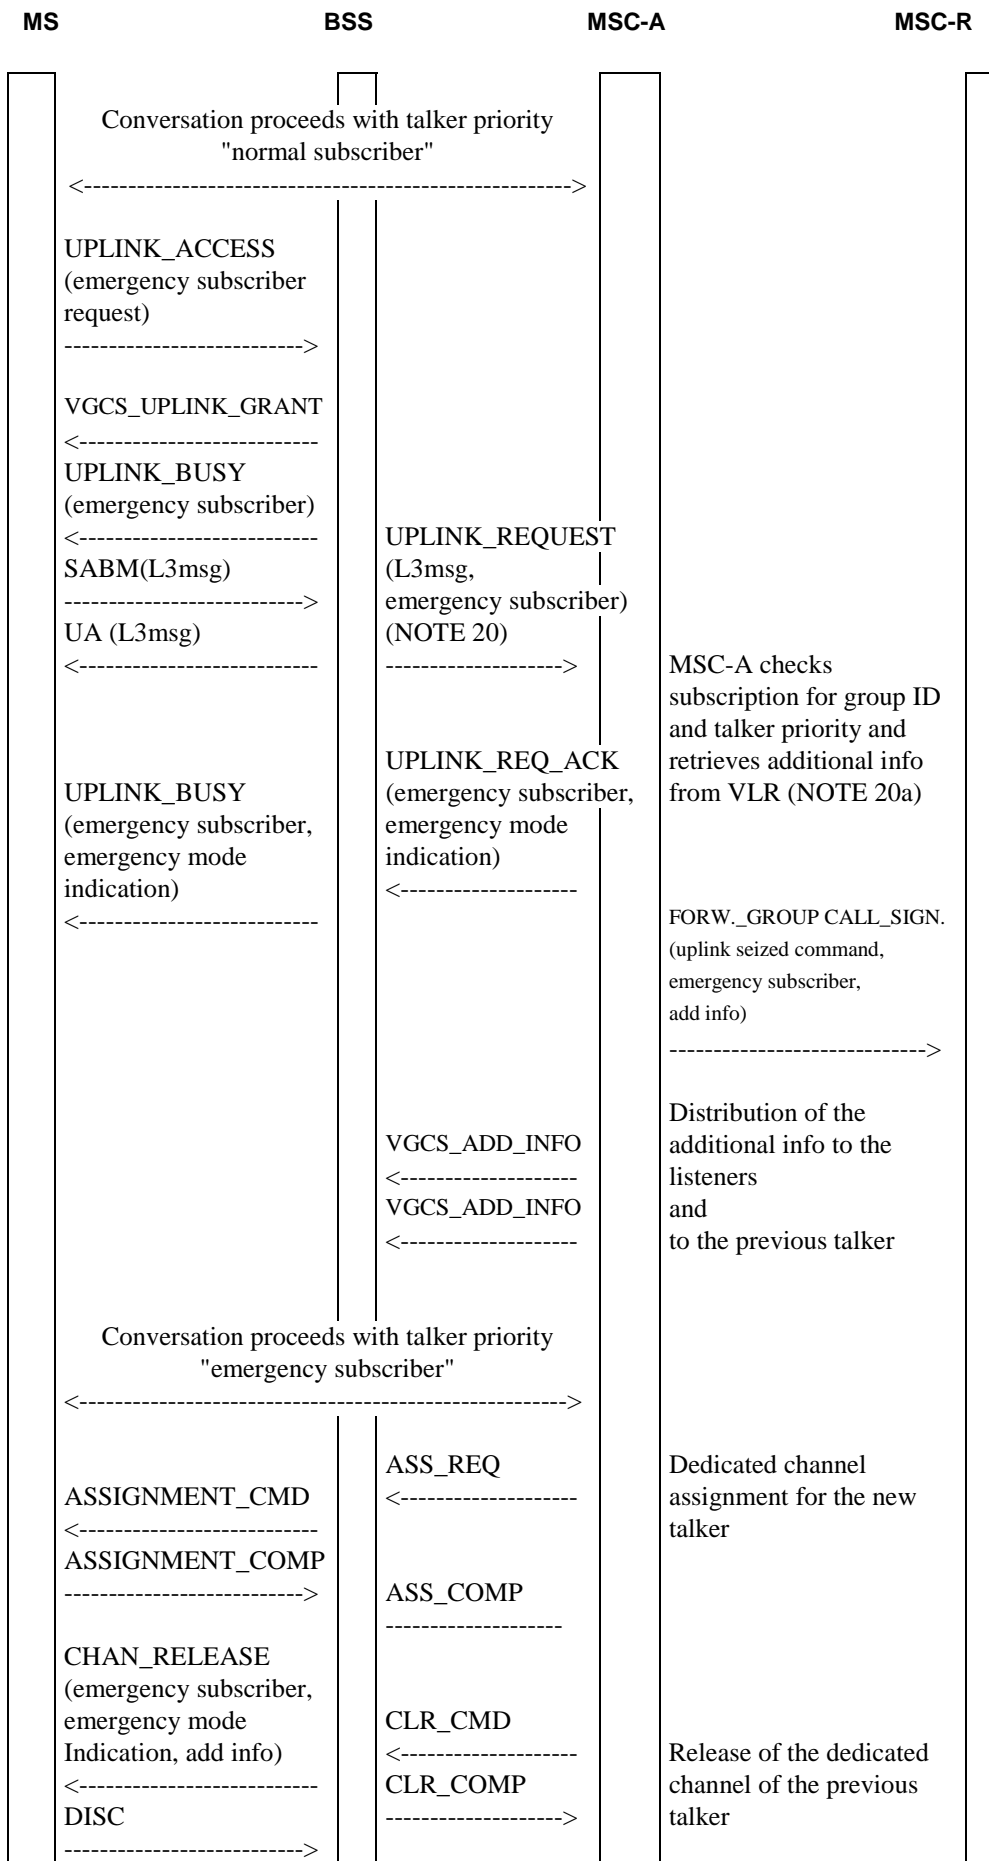 MS BSS MSC-A MSC-R
Conversation proceeds with talker priority
"normal subscriber"
<------------------------------------------------------->
UPLINK_ACCESS
(emergency subscriber
request)
--------------------------->
VGCS_UPLINK_GRANT
<---------------------------
UPLINK_BUSY
(emergency subscriber)
<---------------------------
SABM(L3msg)
--------------------------->
UA (L3msg)
<---------------------------
UPLINK_REQUEST
(L3msg,
emergency subscriber)
(NOTE 20)
-------------------->
MSC-A checks
subscription for group ID
and talker priority and
retrieves additional info
from VLR (NOTE 20a)
UPLINK_REQ_ACK
(emergency subscriber,
emergency mode
indication)
<--------------------
UPLINK_BUSY
(emergency subscriber,
emergency mode
indication)
<---------------------------
FORW._GROUP CALL_SIGN.
(uplink seized command,
emergency subscriber,
add info)
----------------------------->
VGCS_ADD_INFO
<--------------------
VGCS_ADD_INFO
<--------------------
Distribution of the
additional info to the
listeners
and
to the previous talker
Conversation proceeds with talker priority
"emergency subscriber"
<------------------------------------------------------->
ASS_REQ
<--------------------
Dedicated channel
assignment for the new
talker
ASSIGNMENT_CMD
<---------------------------
ASSIGNMENT_COMP
--------------------------->
ASS_COMP
--------------------
CHAN_RELEASE
(emergency subscriber,
emergency mode
Indication, add info)
<---------------------------
DISC
--------------------------->
CLR_CMD
<--------------------
CLR_COMP
-------------------->
Release of the dedicated
channel of the previous
talker